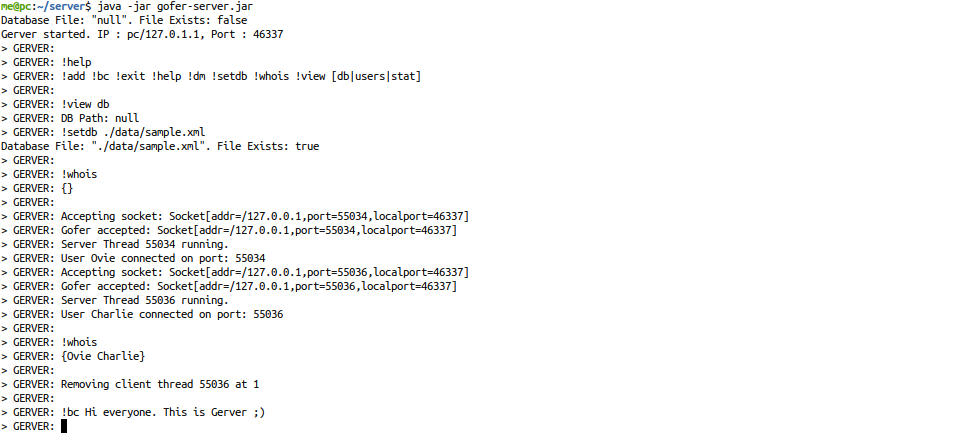 me@pc:~/server$ java -jar gofer-server.jar
Database File: "null". File Exists: false
Gerver started. IP : pc/127.0.1.1, Port : 46337
> GERVER:
> GERVER: !help
> GERVER: !add !bc !exit !help !dm !setdb !whois !view [db|users|stat]
> GERVER:
> GERVER: !view db
> GERVER: DB Path: null
> GERVER: !setdb ./data/sample.xml
Database File: "./data/sample.xml". File Exists: true
> GERVER:
> GERVER: !whois
> GERVER: {}
> GERVER:
> GERVER: Accepting socket: Socket[addr=/127.0.0.1,port=55034,localport=46337]
> GERVER: Gofer accepted: Socket[addr=/127.0.0.1,port=55034,localport=46337]
> GERVER: Server Thread 55034 running.
> GERVER: User Ovie connected on port: 55034
> GERVER: Accepting socket: Socket[addr=/127.0.0.1,port=55036,localport=46337]
> GERVER: Gofer accepted: Socket[addr=/127.0.0.1,port=55036,localport=46337]
> GERVER: Server Thread 55036 running.
> GERVER: User Charlie connected on port: 55036
> GERVER:
> GERVER: !whois
> GERVER: {Ovie Charlie}
> GERVER:
> GERVER: Removing client thread 55036 at 1
> GERVER:
> GERVER: !bc Hi everyone. This is Gerver ;)
> GERVER: